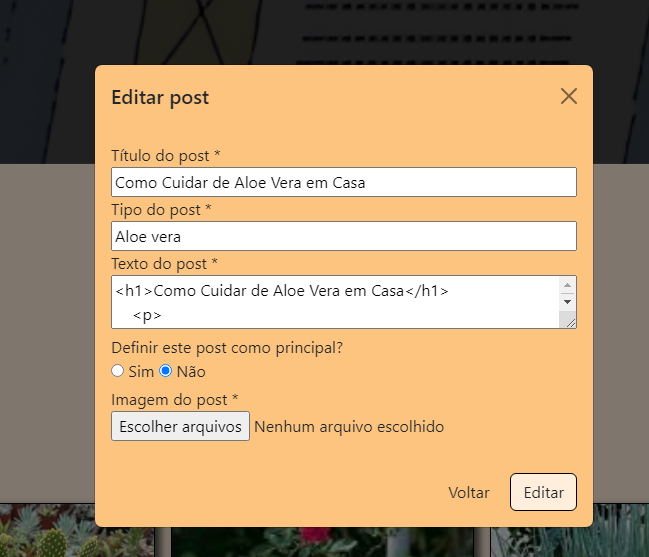 Editar post
Título do post *
Como Cuidar de Aloe Vera em Casa
Tipo do post *
Aloe vera
Texto do post *
<h1>Como Cuidar de Aloe Vera em Casa</h1>
<p>
Definir este post como principal?
Sim Não
Imagem do post *
Escolher arquivos Nenhum arquivo escolhido
Voltar Editar